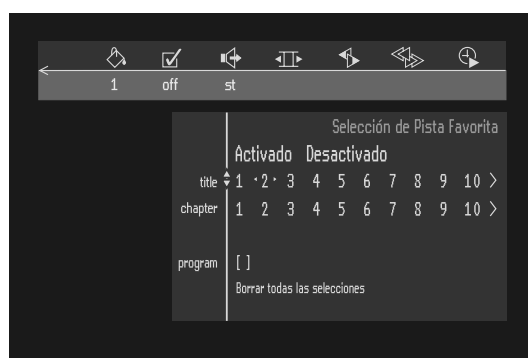 1 off st
Selección de Pista Favorita
Activado Desactivado
title 1 2 3 4 5 6 7 8 9 10
chapter 1 2 3 4 5 6 7 8 9 10
program [ ]
Borrar todas las selecciones